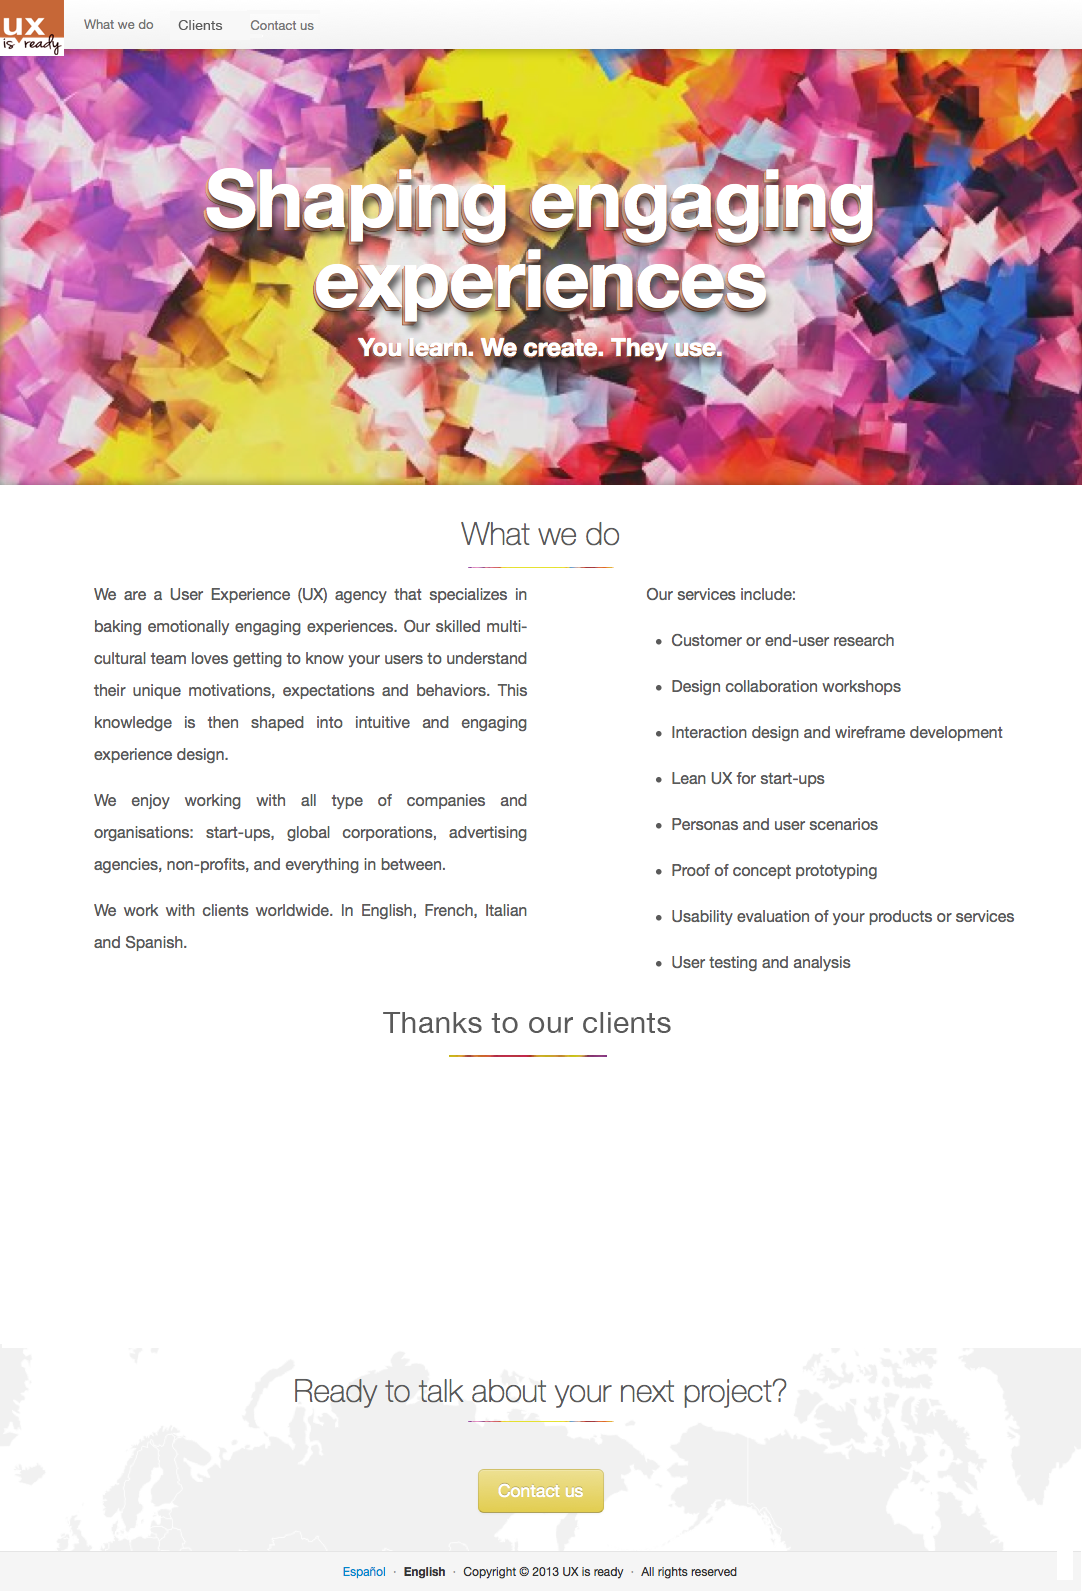 ux
is ready
What we do
Clients
Contact us
Shaping engaging
experiences
You learn. We create. They use.
What we do
We are a User Experience (UX) agency that specializes in
baking emotionally engaging experiences. Our skilled multi-
cultural team loves getting to know your users to understand
their unique motivations, expectations and behaviors. This
knowledge is then shaped into intuitive and engaging
experience design.
We enjoy working with all type of companies and
organisations: start-ups, global corporations, advertising
agencies, non-profits, and everything in between.
We work with clients worldwide. In English, French, Italian
and Spanish.
Our services include:
• Customer or end-user research
• Design collaboration workshops
• Interaction design and wireframe development
• Lean UX for start-ups
• Personas and user scenarios
• Proof of concept prototyping
• Usability evaluation of your products or services
• User testing and analysis
Thanks to our clients
Ready to talk about your next project?
Contact us
Español · English · Copyright © 2013 UX is ready · All rights reserved